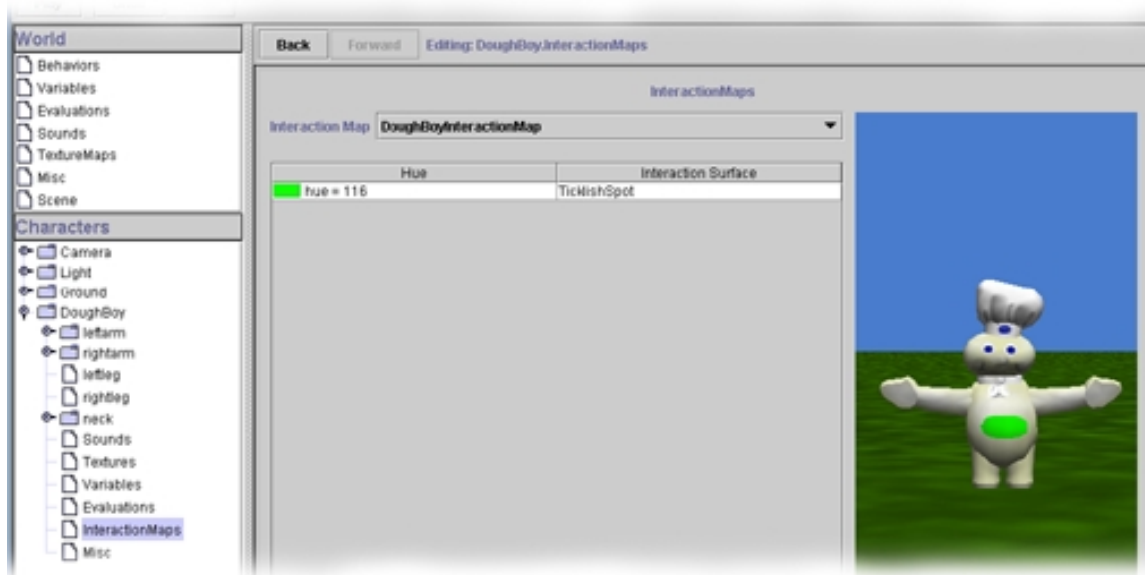 World
Behaviors
Variables
Evaluations
Sounds
TextureMaps
Misc
Scene
Characters
Camera
Light
Ground
DoughBoy
leftarm
rightarm
leftleg
rightleg
neck
Sounds
Textures
Variables
Evaluations
InteractionMaps
Misc
Back Forward Editing: DoughBoy.InteractionMaps
InteractionMaps
Interaction Map DoughBoyInteractionMap
Hue Interaction Surface
hue = 116 TicklishSpot